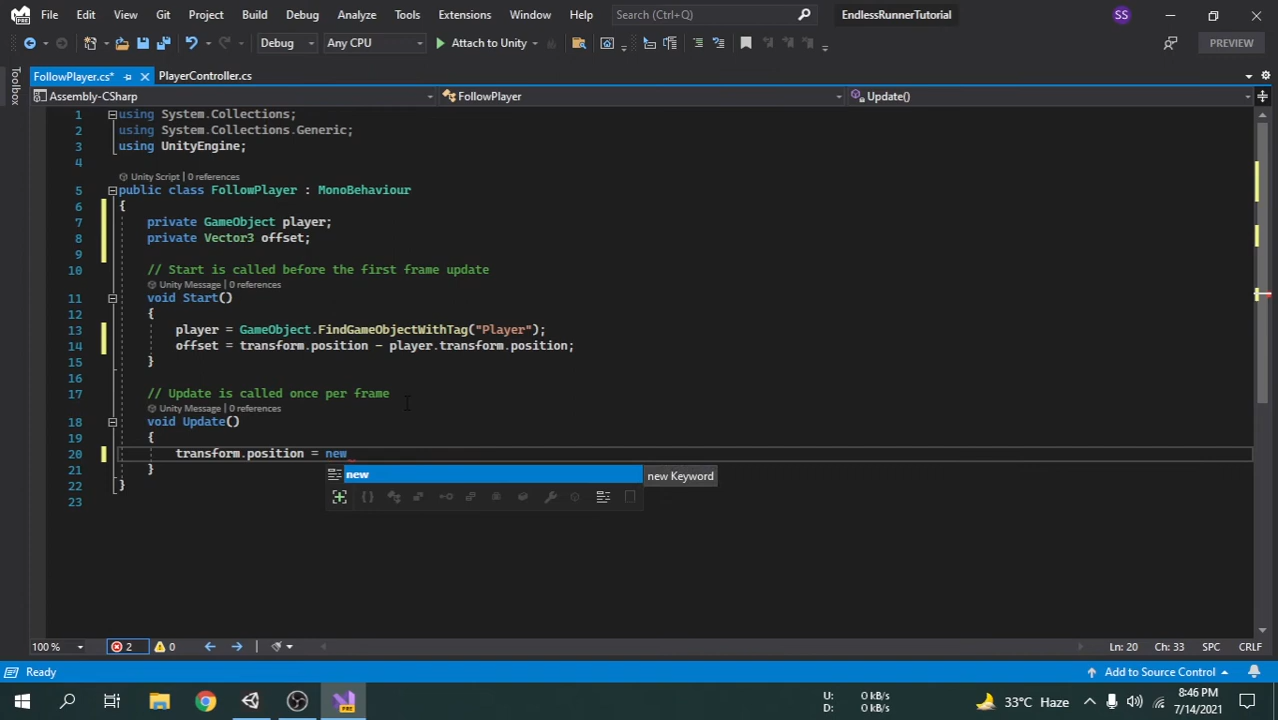 File Edit View Git Project Build Debug Analyze Tools Extensions Window Help Search (Ctrl+Q) EndlessRunnerTutorial SS
Debug Any CPU Attach to Unity PREVIEW
FollowPlayer.cs* PlayerController.cs
Toolbox
Assembly-CSharp FollowPlayer Update()
1 using System.Collections;
2 using System.Collections.Generic;
3 using UnityEngine;
4
Unity Script | 0 references
5 public class FollowPlayer : MonoBehaviour
6 {
7 private GameObject player;
8 private Vector3 offset;
9
10 // Start is called before the first frame update
Unity Message | 0 references
11 void Start()
12 {
13 player = GameObject.FindGameObjectWithTag("Player");
14 offset = transform.position - player.transform.position;
15 }
16
17 // Update is called once per frame
Unity Message | 0 references
18 void Update()
19 {
20 transform.position = new
21 }
22 }
23
new new Keyword
100 % 2 0 Ln: 20 Ch: 33 SPC CRLF
Ready Add to Source Control
U: 0 kB/s
D: 0 kB/s
33°C Haze
8:46 PM
7/14/2021